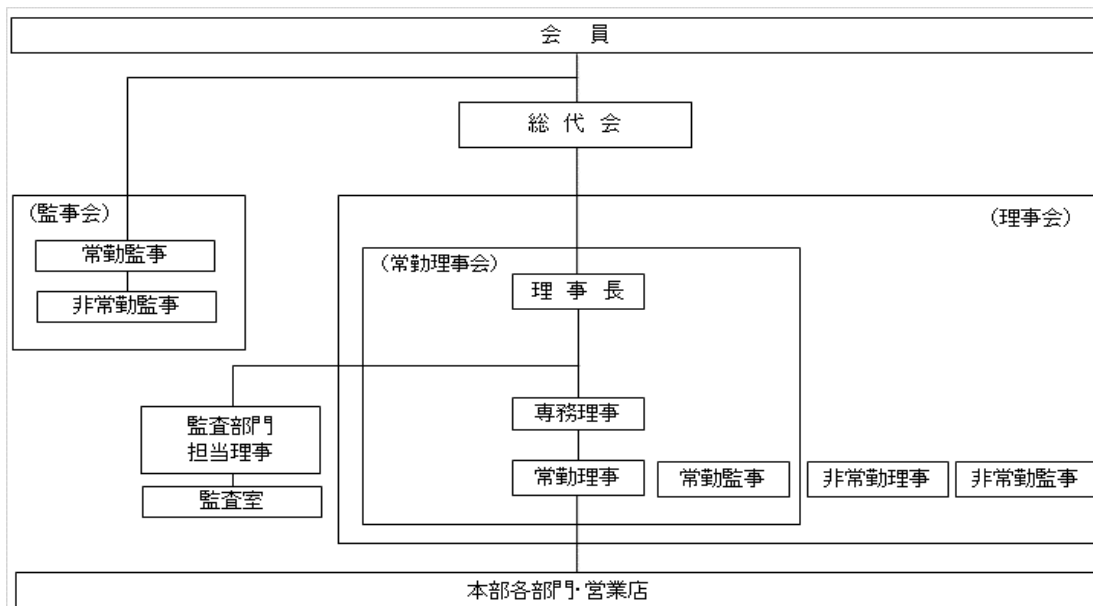 会 員
総 代 会
(監事会)
常勤監事
非常勤監事
(理事会)
(常勤理事会)
理 事 長
監査部門
担当理事
監査室
専務理事
常勤理事
常勤監事
非常勤理事
非常勤監事
本部各部門・営業店